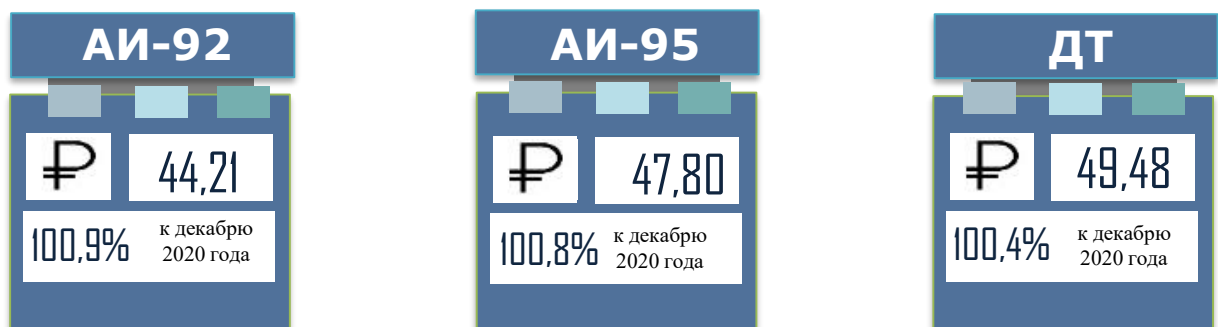 АИ-92
₽ 44,21
100,9% к декабрю
2020 года
АИ-95
₽ 47,80
100,8% к декабрю
2020 года
ДТ
₽ 49,48
100,4% к декабрю
2020 года